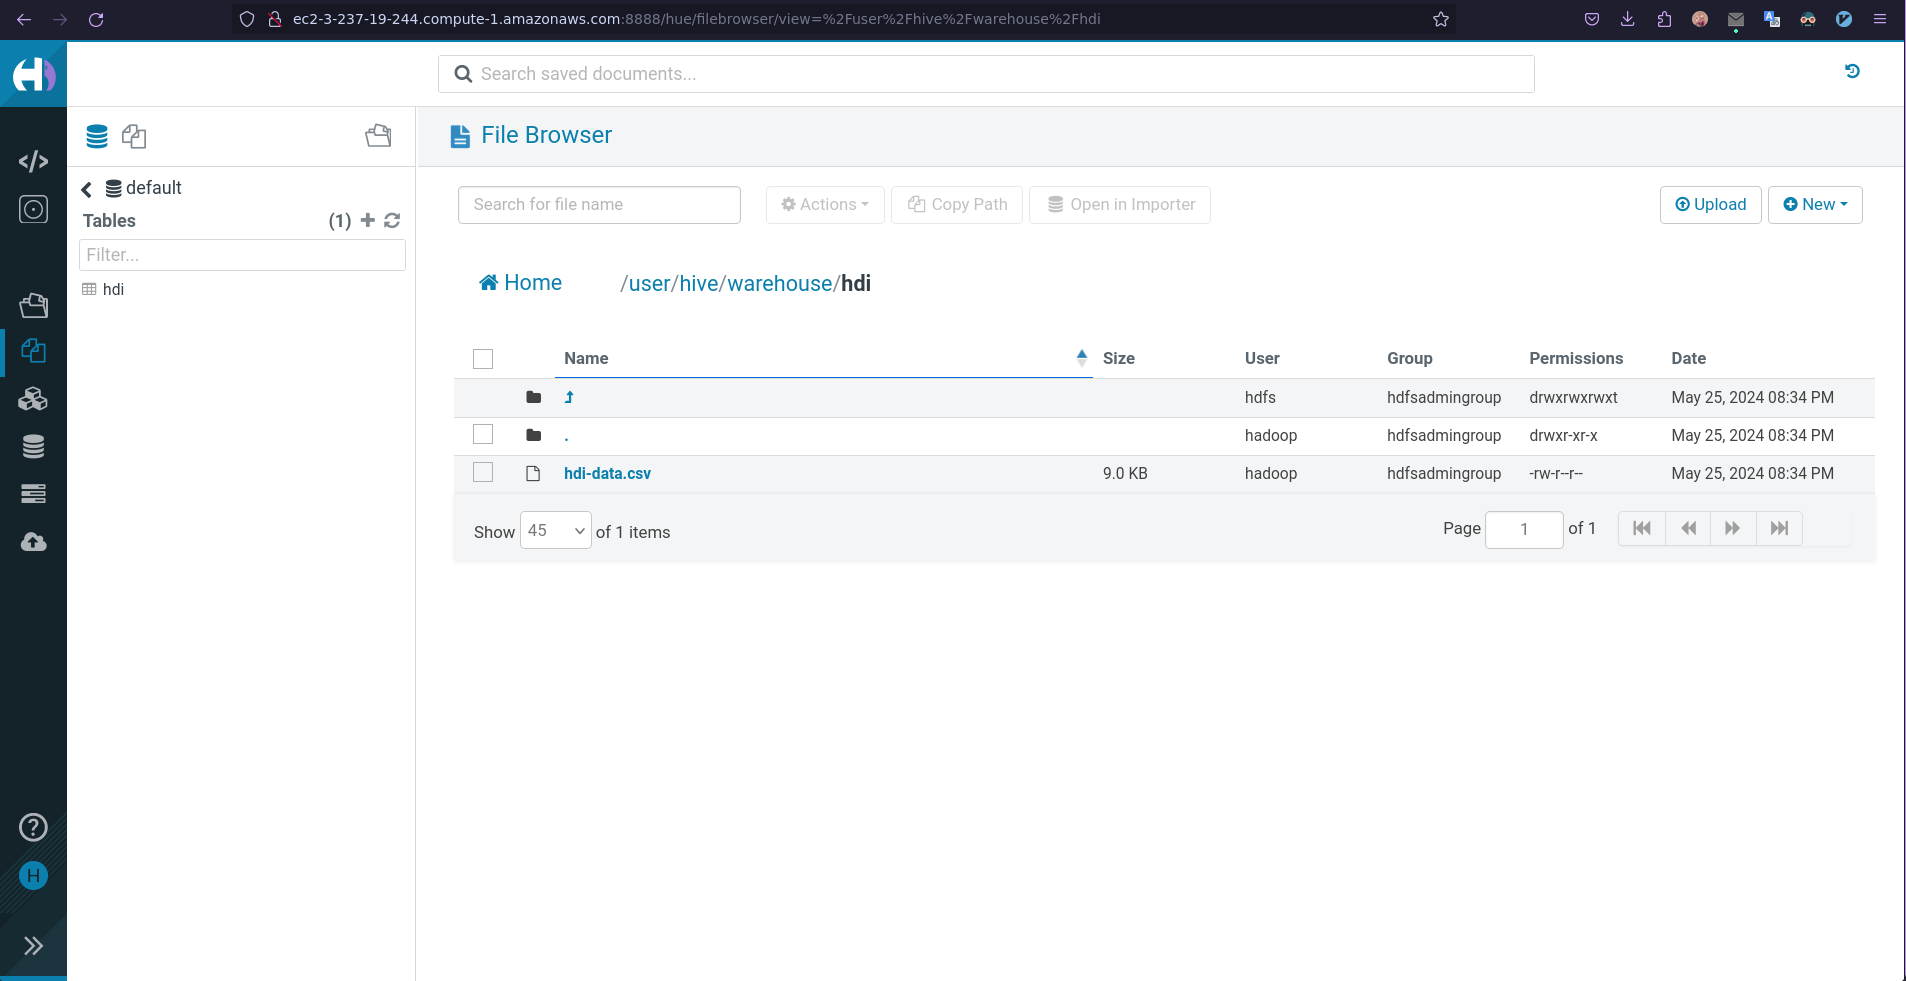 ec2-3-237-19-244.compute-1.amazonaws.com:8888/hue/filebrowser/view=%2Fuser%2Fhive%2Fwarehouse%2Fhdi
Search saved documents...
File Browser
default
Tables (1)
Filter...
hdi
Search for file name
Actions
Copy Path
Open in Importer
Upload
New
Home /user/hive/warehouse/hdi
Name Size User Group Permissions Date
hdfs hdfsadmingroup drwxrwxrwxt May 25, 2024 08:34 PM
. hadoop hdfsadmingroup drwxr-xr-x May 25, 2024 08:34 PM
hdi-data.csv 9.0 KB hadoop hdfsadmingroup -rw-r--r-- May 25, 2024 08:34 PM
Show 45 of 1 items
Page 1 of 1
H